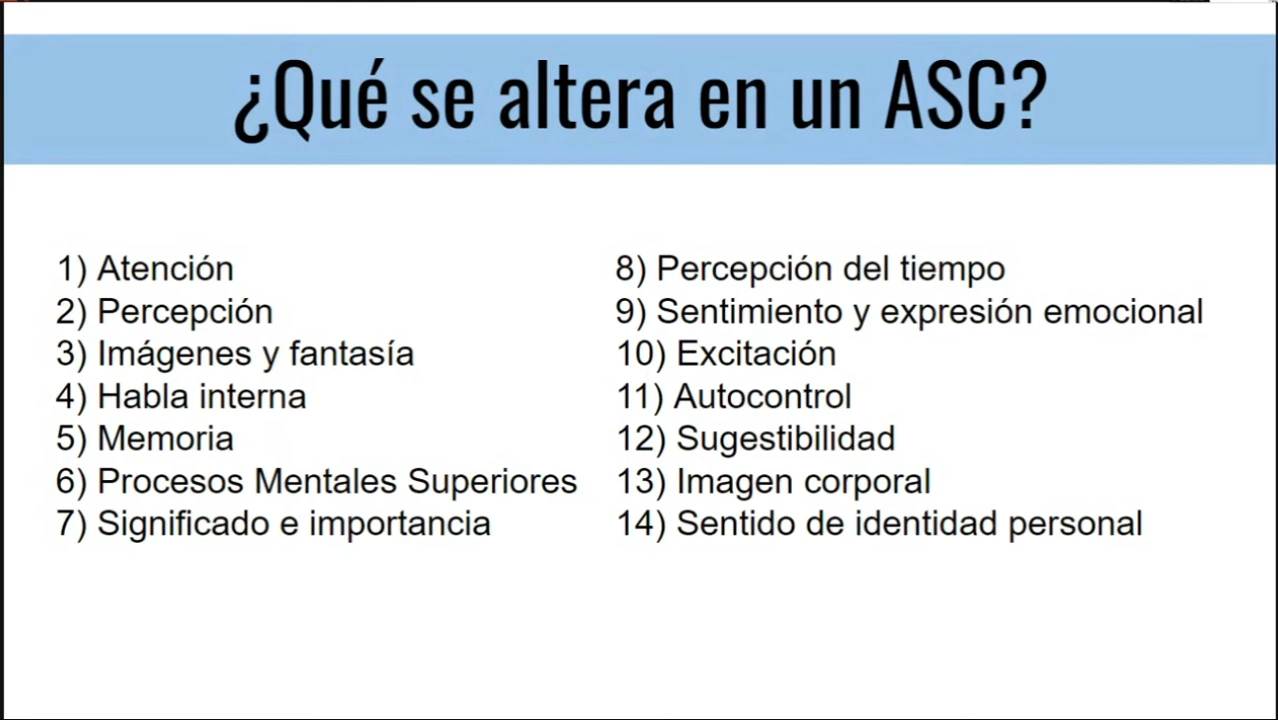 ¿Qué se altera en un ASC?
1) Atención
2) Percepción
3) Imágenes y fantasía
4) Habla interna
5) Memoria
6) Procesos Mentales Superiores
7) Significado e importancia
8) Percepción del tiempo
9) Sentimiento y expresión emocional
10) Excitación
11) Autocontrol
12) Sugestibilidad
13) Imagen corporal
14) Sentido de identidad personal